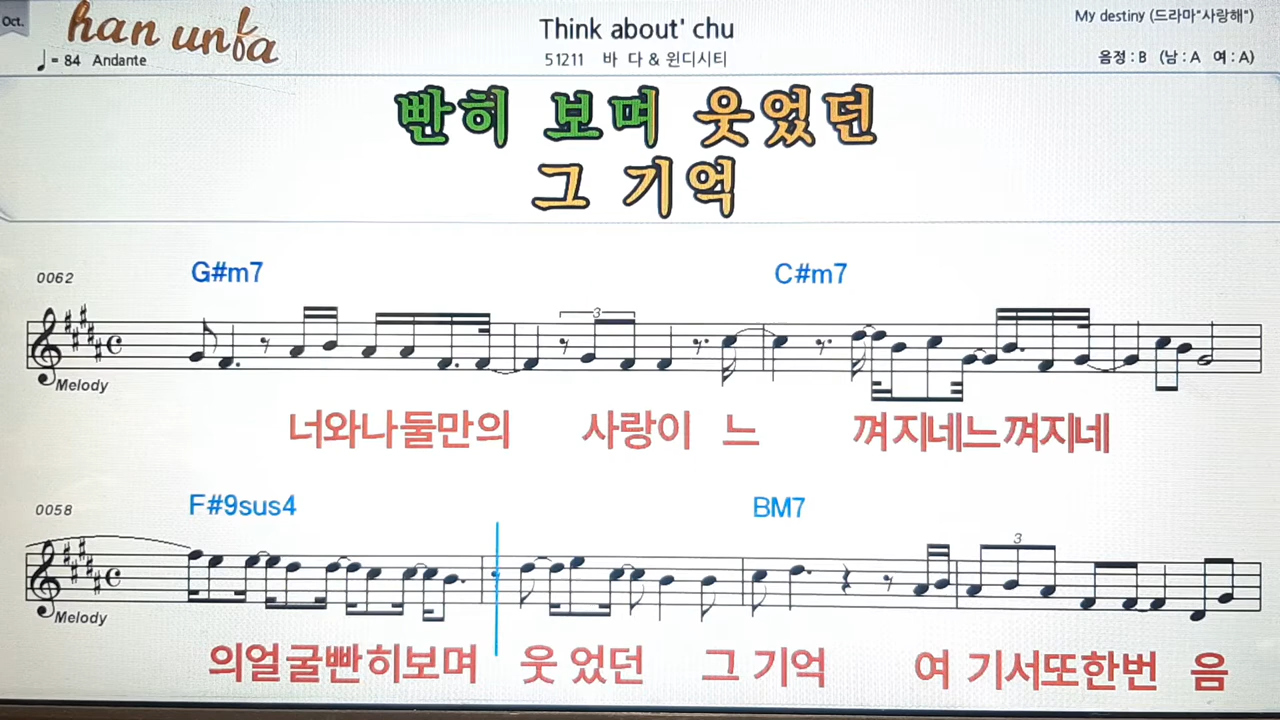 Oct.
han unfa
♩= 84 Andante
Think about' chu
51211 바 다 & 윈디시티
My destiny (드라마"사랑해")
음정 : B (남 : A 여 : A)
빤히 보며 웃었던
그 기억
0062
G#m7 C#m7
3
Melody
너와나둘만의 사랑이 느 껴지네느껴지네
0058
F#9sus4 BM7
3
Melody
의얼굴빤히보며 웃 었던 그 기억 여 기서또한번 음